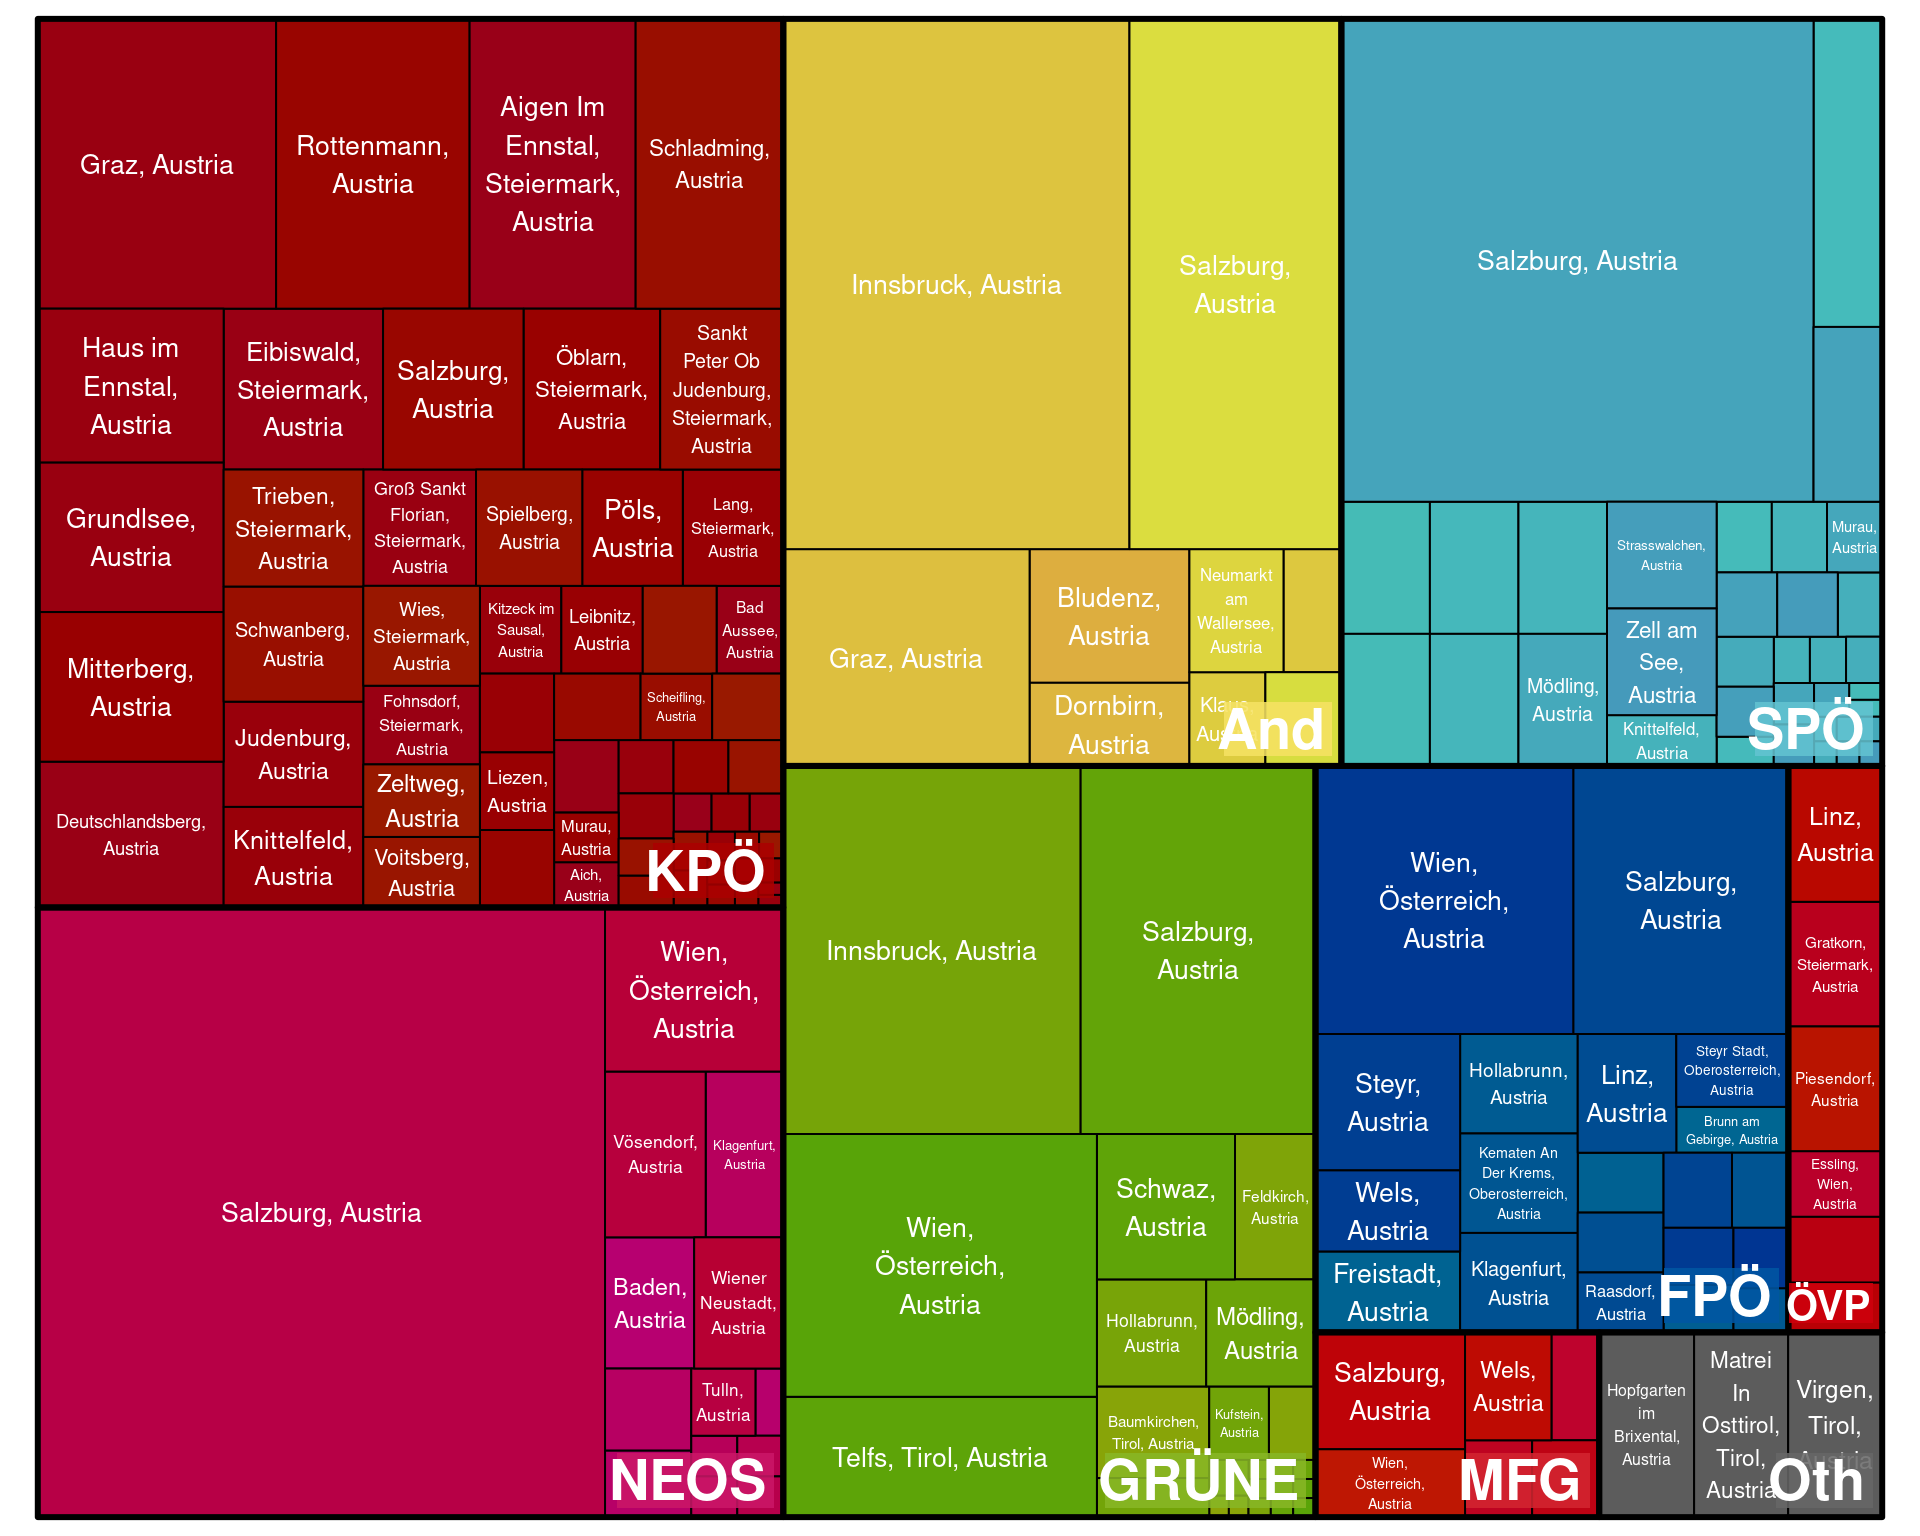 Graz, Austria
Rottenmann,
Austria
Aigen Im
Ennstal,
Steiermark,
Austria
Schladming,
Austria
Haus im
Ennstal,
Austria
Eibiswald,
Steiermark,
Austria
Salzburg,
Austria
Öblarn,
Steiermark,
Austria
Sankt
Peter Ob
Judenburg,
Steiermark,
Austria
Grundlsee,
Austria
Trieben,
Steiermark,
Austria
Groß Sankt
Florian,
Steiermark,
Austria
Spielberg,
Austria
Pöls,
Austria
Lang,
Steiermark,
Austria
Mitterberg,
Austria
Schwanberg,
Austria
Wies,
Steiermark,
Austria
Kitzeck im
Sausal,
Austria
Leibnitz,
Austria
Bad
Aussee,
Austria
Judenburg,
Austria
Fohnsdorf,
Steiermark,
Austria
Scheifling,
Austria
Deutschlandsberg,
Austria
Knittelfeld,
Austria
Zeltweg,
Austria
Voitsberg,
Austria
Liezen,
Austria
Murau,
Austria
Aich,
Austria
KPÖ
Innsbruck, Austria
Salzburg,
Austria
Graz, Austria
Bludenz,
Austria
Dornbirn,
Austria
Neumarkt
am
Wallersee,
Austria
Klaus,
Austria
And
Salzburg, Austria
Strasswalchen,
Austria
Murau,
Austria
Mödling,
Austria
Zell am
See,
Austria
Knittelfeld,
Austria
SPÖ
Salzburg, Austria
Wien,
Österreich,
Austria
Vösendorf,
Austria
Klagenfurt,
Austria
Baden,
Austria
Wiener
Neustadt,
Austria
Tulln,
Austria
NEOS
Innsbruck, Austria
Salzburg,
Austria
Wien,
Österreich,
Austria
Schwaz,
Austria
Feldkirch,
Austria
Hollabrunn,
Austria
Mödling,
Austria
Telfs, Tirol, Austria
Baumkirchen,
Tirol, Austria
Kufstein,
Austria
GRÜNE
Wien,
Österreich,
Austria
Salzburg,
Austria
Steyr,
Austria
Hollabrunn,
Austria
Linz,
Austria
Steyr Stadt,
Oberosterreich,
Austria
Brunn am
Gebirge, Austria
Wels,
Austria
Kematen An
Der Krems,
Oberosterreich,
Austria
Freistadt,
Austria
Klagenfurt,
Austria
Raasdorf,
Austria
FPÖ
Linz,
Austria
Gratkorn,
Steiermark,
Austria
Piesendorf,
Austria
Essling,
Wien,
Austria
ÖVP
Salzburg,
Austria
Wels,
Austria
Wien,
Österreich,
Austria
MFG
Hopfgarten
im
Brixental,
Austria
Matrei
In
Osttirol,
Tirol,
Austria
Virgen,
Tirol,
Austria
Oth